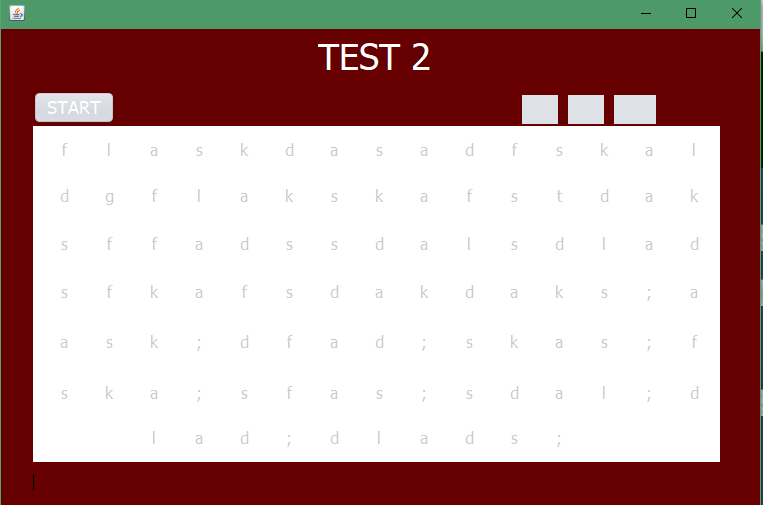 TEST 2
START
f l a s k d a s a d f s k a l
d g f l a k s k a f s t d a k
s f f a d s s d a l s d l a d
s f k a f s d a k d a k s ; a
a s k ; d f a d ; s k a s ; f
s k a ; s f a s ; s d a l ; d
l a d ; d l a d s ;